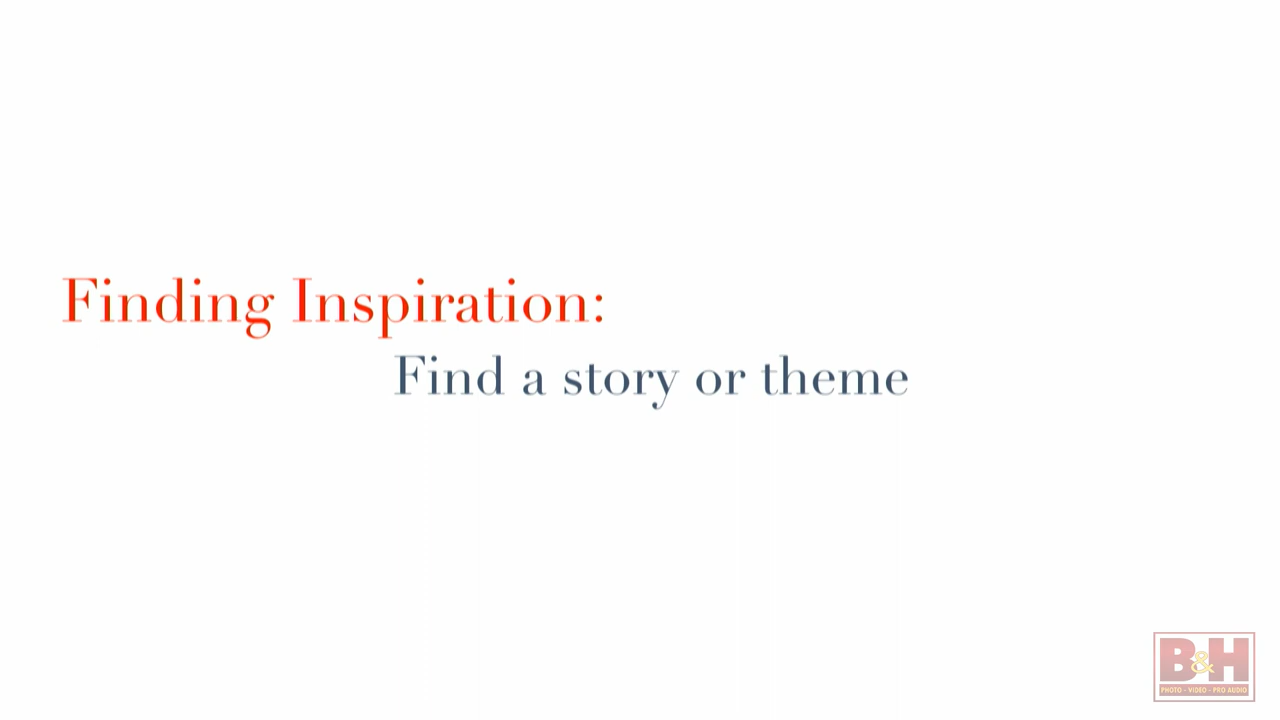 Finding Inspiration:
Find a story or theme
B&H
PHOTO - VIDEO - PRO AUDIO